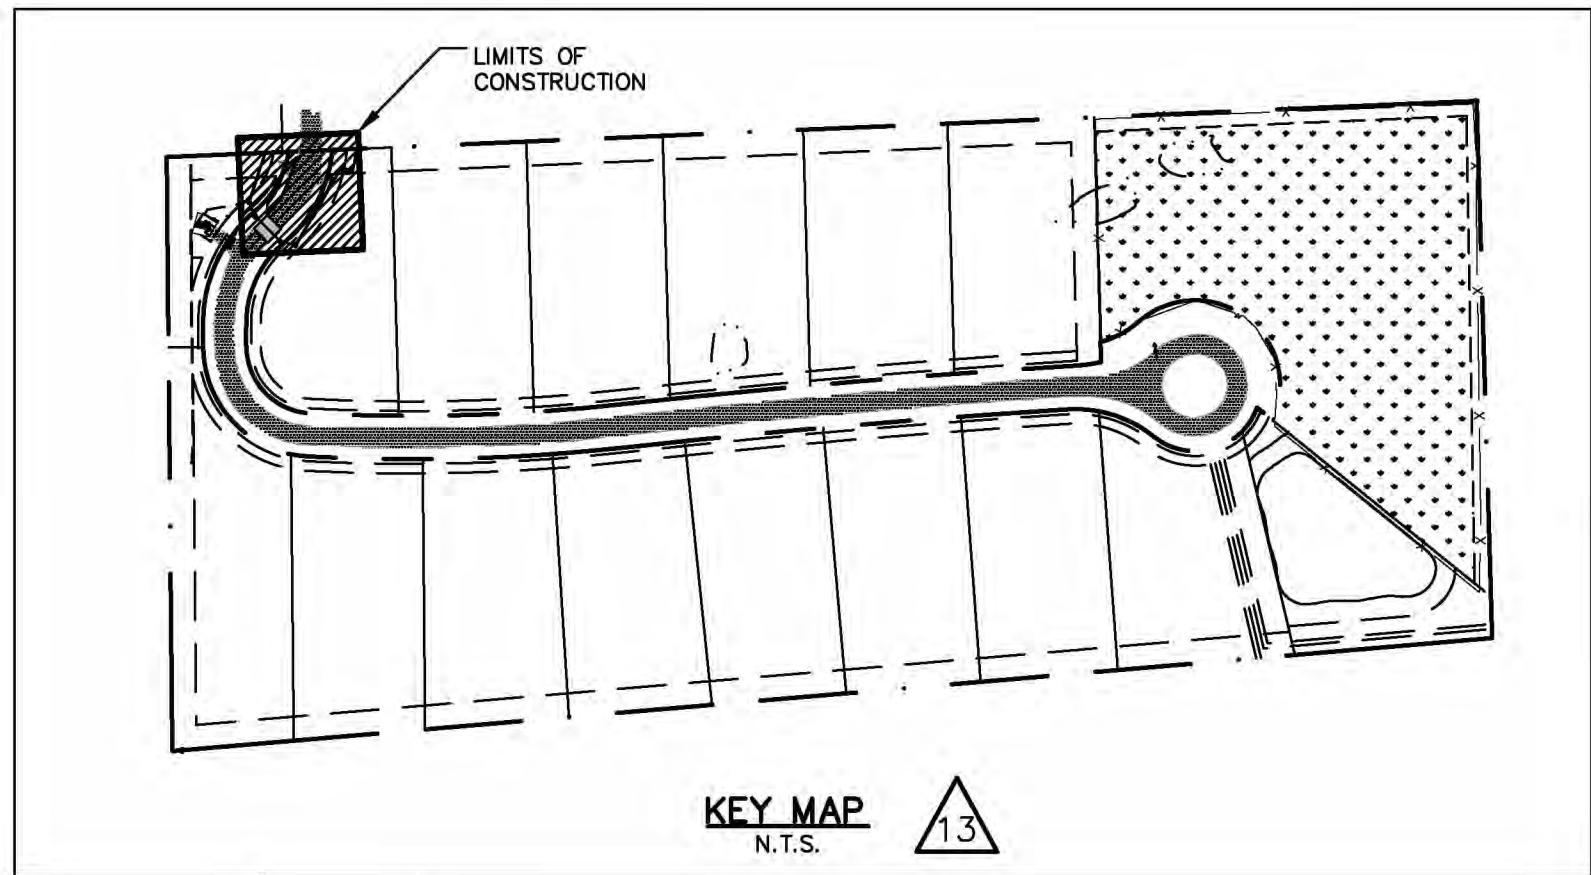 LIMITS OF
CONSTRUCTION
KEY MAP
N.T.S.
13